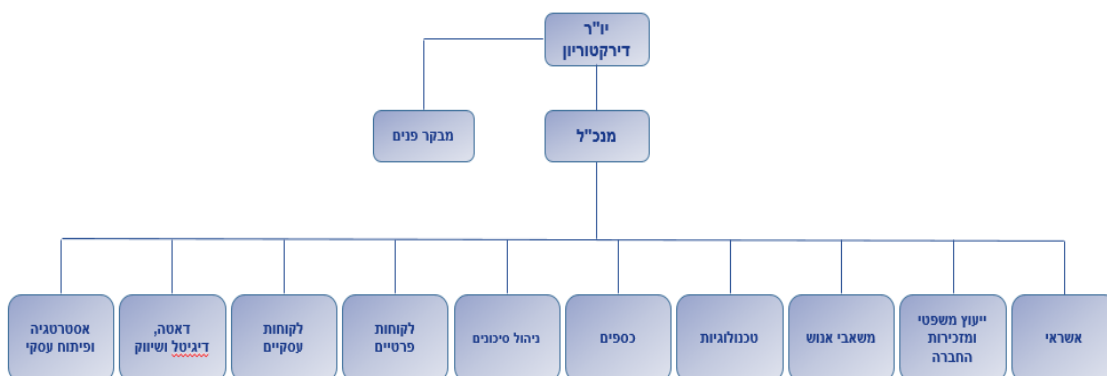 יו"ר
דירקטוריון
מנכ"ל
מבקר פנים
אשראי
ייעוץ משפטי
ומזכירות
החברה
משאבי אנוש
טכנולוגיות
כספים
ניהול סיכונים
לקוחות
פרטיים
לקוחות
עסקיים
דאטה,
דיגיטל ושיווק
אסטרטגיה
ופיתוח עסקי